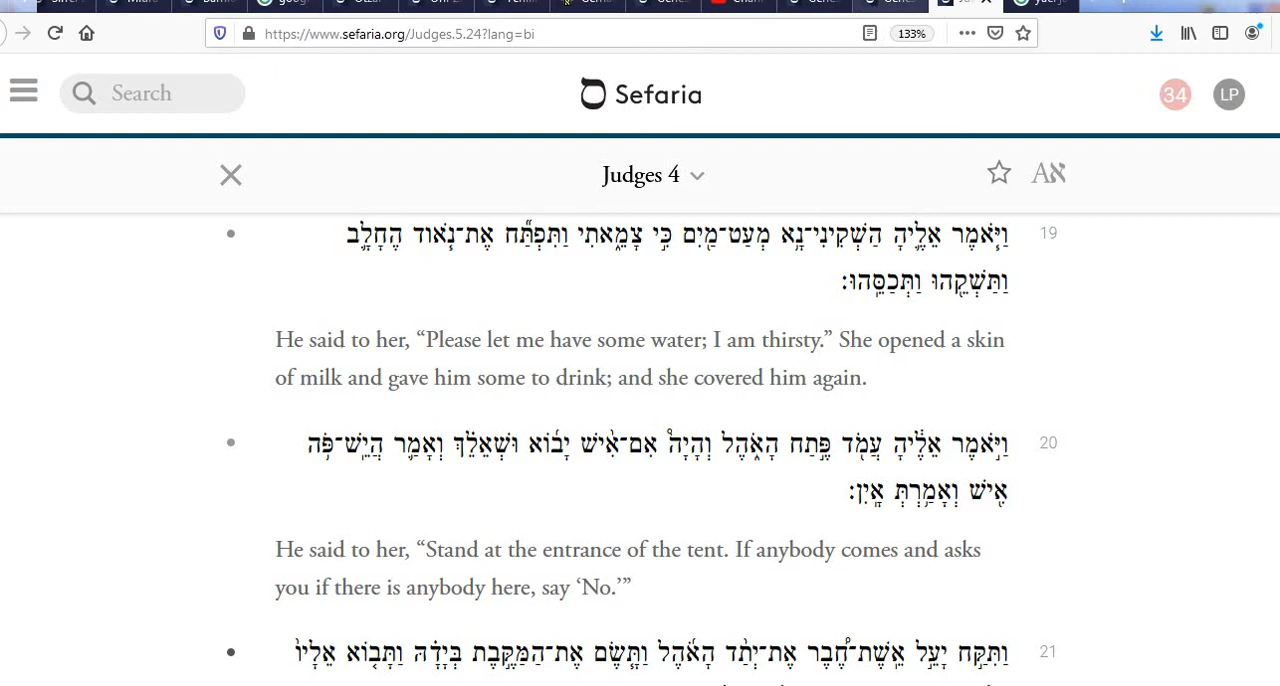 https://www.sefaria.org/Judges.5.24?lang=bi
133%
Search
Sefaria
34
LP
Judges 4
Aא
19
וַיֹּ֧אמֶר אֵלֶ֛יהָ הַשְׁקִינִי־נָ֥א מְעַט־מַ֖יִם כִּ֣י צָמֵ֑אתִי וַתִּפְתַּ֞ח אֶת־נֹ֧אוד הֶחָלָ֛ב
וַתַּשְׁקֵ֖הוּ וַתְּכַסֵּֽהוּ׃
He said to her, “Please let me have some water; I am thirsty.” She opened a skin
of milk and gave him some to drink; and she covered him again.
20
וַיֹּ֣אמֶר אֵלֶ֔יהָ עֲמֹ֖ד פֶּ֣תַח הָאֹ֑הֶל וְהָיָה֩ אִם־אִ֨ישׁ יָב֜וֹא וּשְׁאֵלֵ֗ךְ וְאָמַ֛ר הֲיֵֽשׁ־פֹּ֥ה
אִ֖ישׁ וְאָמַ֥רְתְּ אָֽיִן׃
He said to her, “Stand at the entrance of the tent. If anybody comes and asks
you if there is anybody here, say ‘No.’”
21
וַתִּקַּ֣ח יָעֵ֣ל אֵֽשֶׁת־חֶ֠בֶר אֶת־יְתַ֨ד הָאֹ֜הֶל וַתָּ֧שֶׂם אֶת־הַמַּקֶּ֣בֶת בְּיָדָ֗הּ וַתָּב֤וֹא אֵלָיו֙